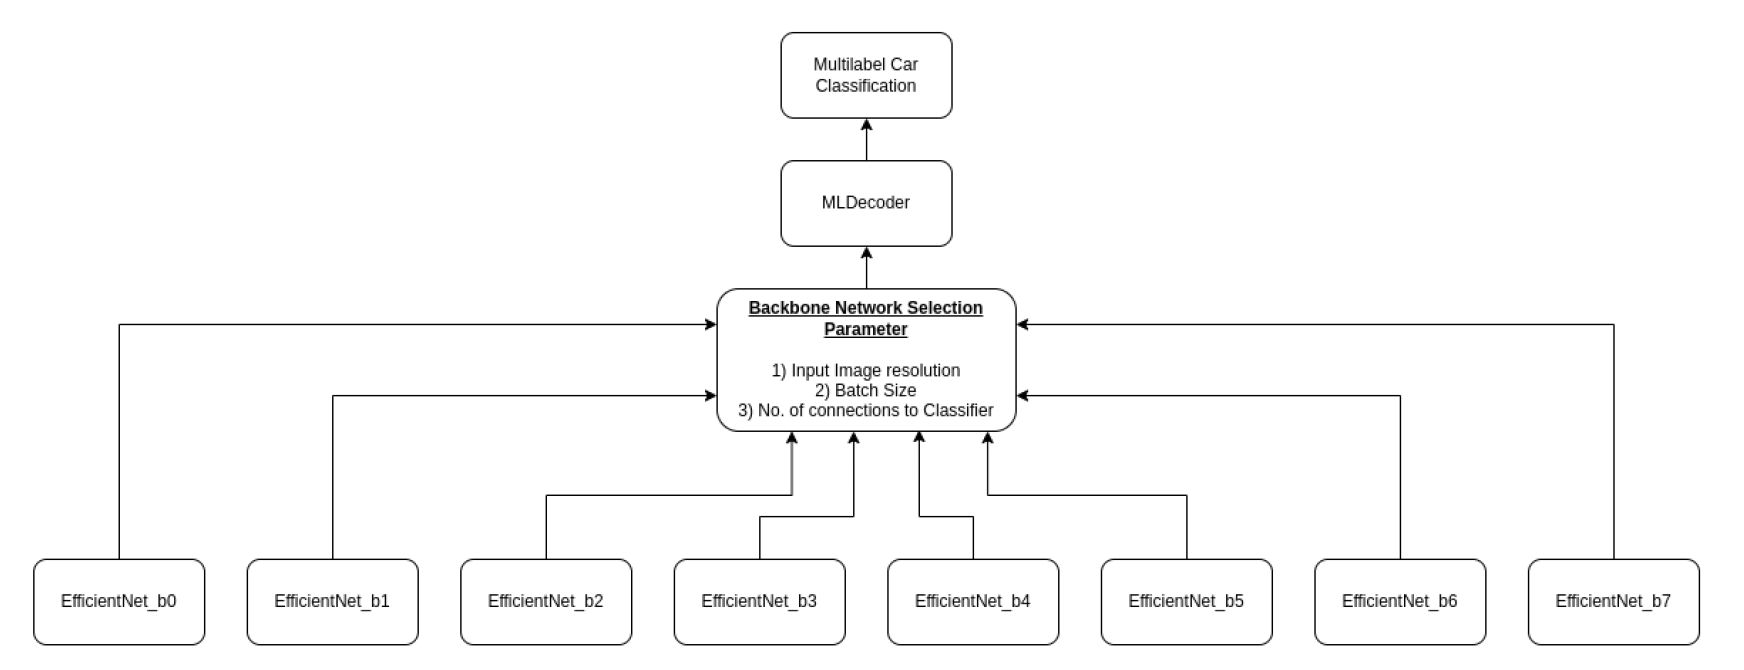 Multilabel Car
Classification
MLDecoder
Backbone Network Selection
Parameter
1) Input Image resolution
2) Batch Size
3) No. of connections to Classifier
EfficientNet_b0
EfficientNet_b1
EfficientNet_b2
EfficientNet_b3
EfficientNet_b4
EfficientNet_b5
EfficientNet_b6
EfficientNet_b7